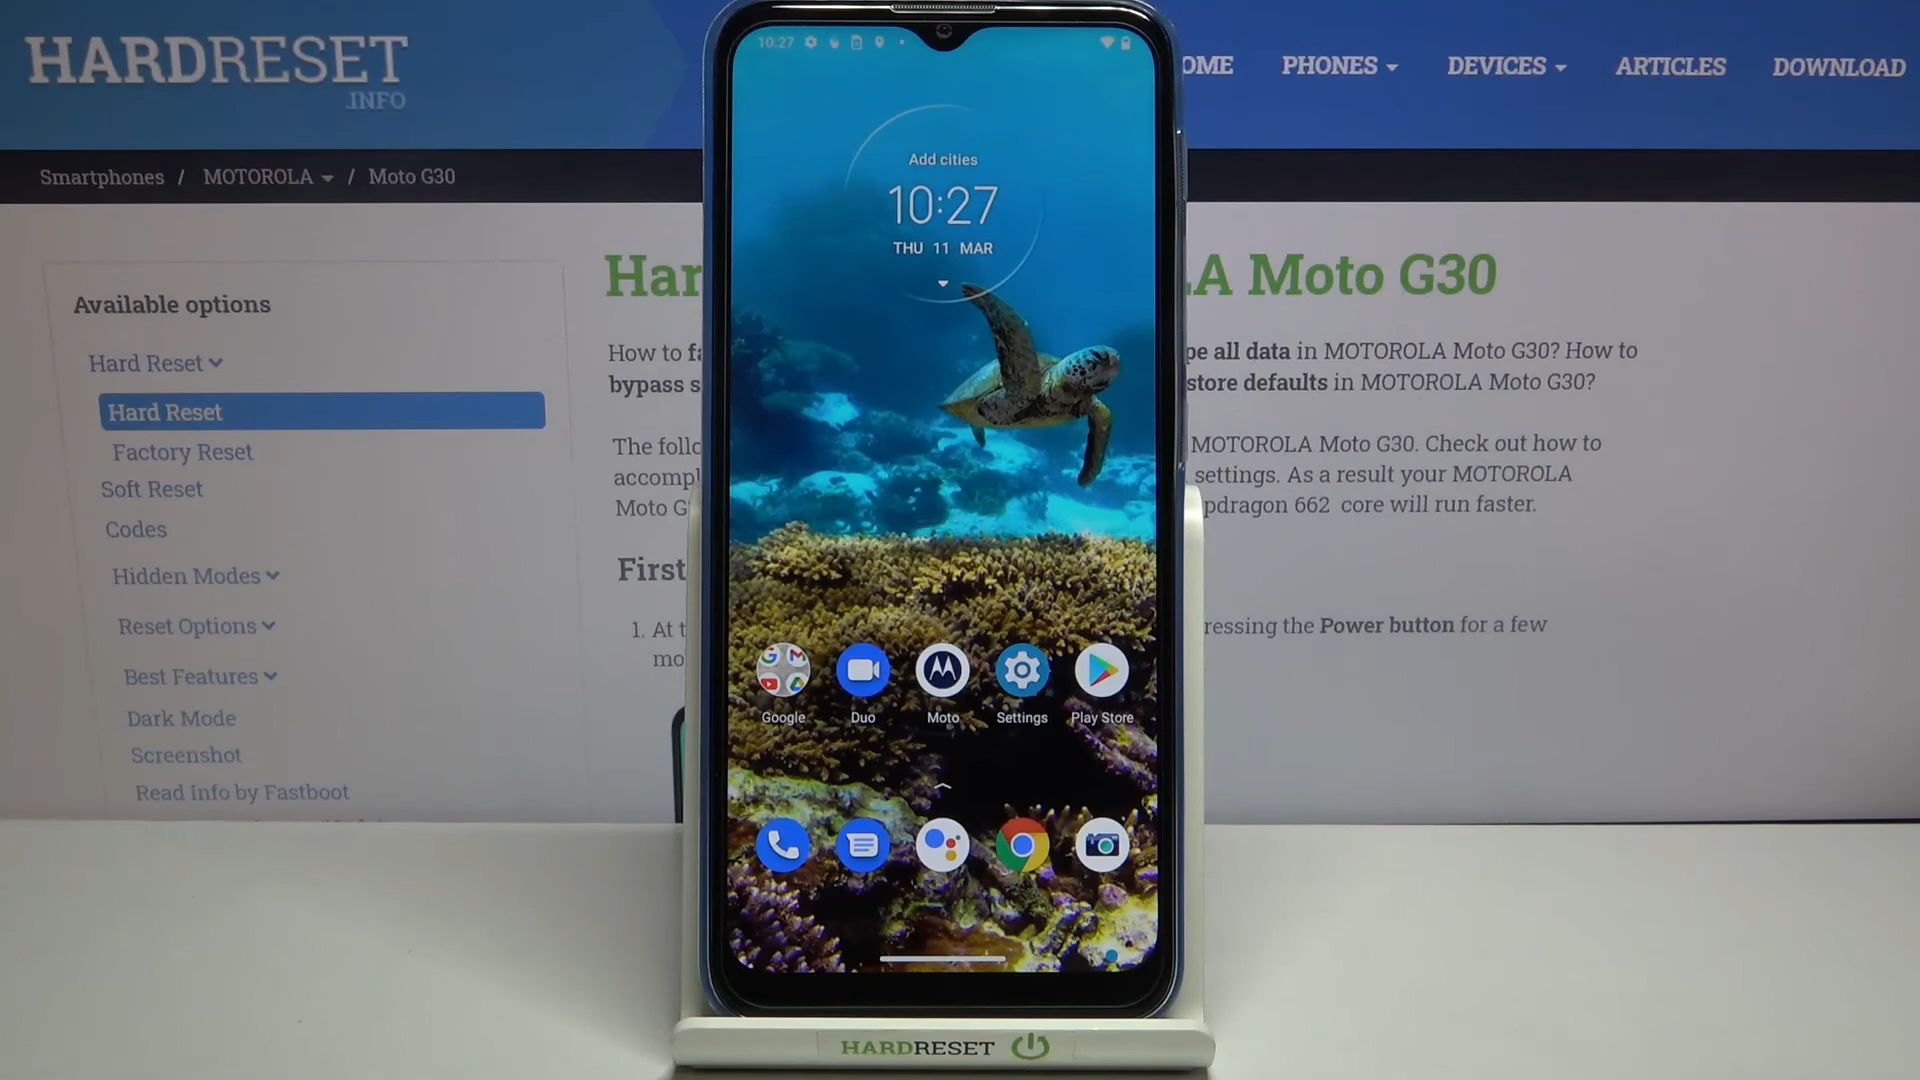 HARDRESET
.INFO
OME PHONES DEVICES ARTICLES DOWNLOAD
Smartphones / MOTOROLA / Moto G30
Available options
Hard Reset
Hard Reset
Factory Reset
Soft Reset
Codes
Hidden Modes
Reset Options
Best Features
Dark Mode
Screenshot
Read Info by Fastboot
Har A Moto G30
How to fa pe all data in MOTOROLA Moto G30? How to
bypass s store defaults in MOTOROLA Moto G30?
The follo MOTOROLA Moto G30. Check out how to
accompl settings. As a result your MOTOROLA
Moto G pdragon 662 core will run faster.
First
1. At t ressing the Power button for a few
mo
10:27
Add cities
10:27
THU 11 MAR
Google Duo Moto Settings Play Store
HARDRESET